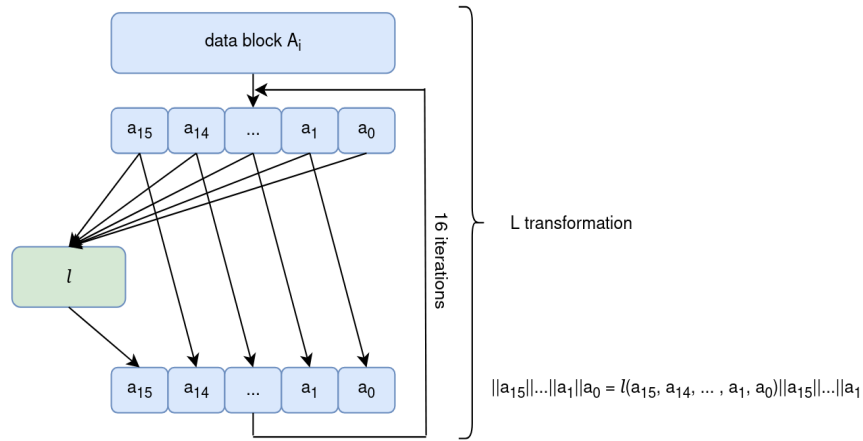 data block Aᵢ
a₁₅ a₁₄ ... a₁ a₀
16 iterations
L transformation
l
a₁₅ a₁₄ ... a₁ a₀
||a₁₅||...||a₁||a₀ = l(a₁₅, a₁₄, ... , a₁, a₀)||a₁₅||...||a₁